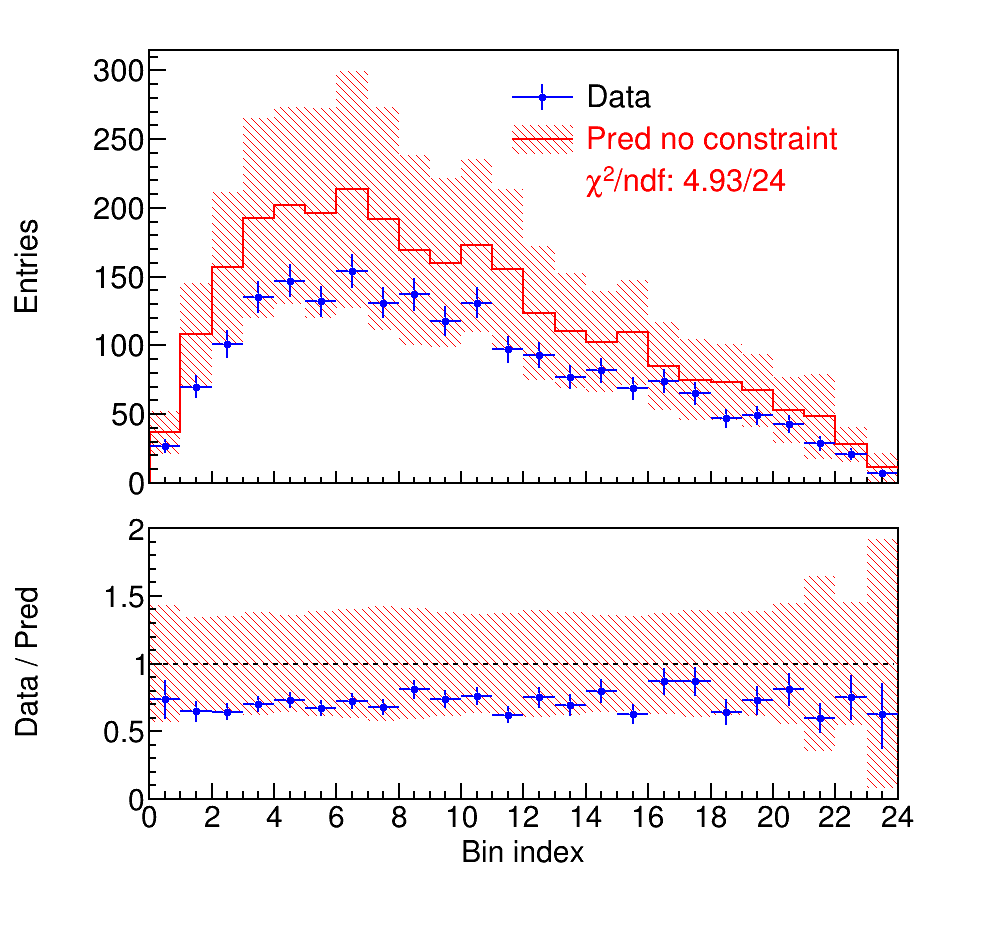 300
250
200
150
100
50
0
Entries
Data
Pred no constraint
χ²/ndf: 4.93/24
2
1.5
1
0.5
0
Data / Pred
0 2 4 6 8 10 12 14 16 18 20 22 24
Bin index